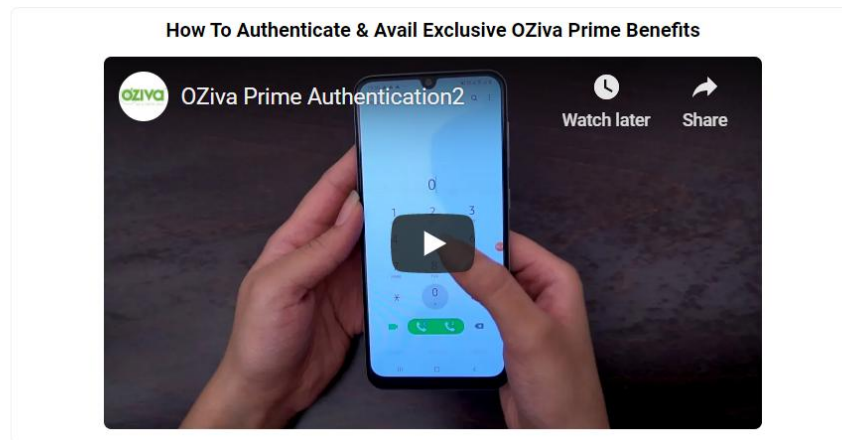 How To Authenticate & Avail Exclusive OZiva Prime Benefits
OZIVA
OZiva Prime Authentication2
Watch later
Share
0
1 2 3
*
0